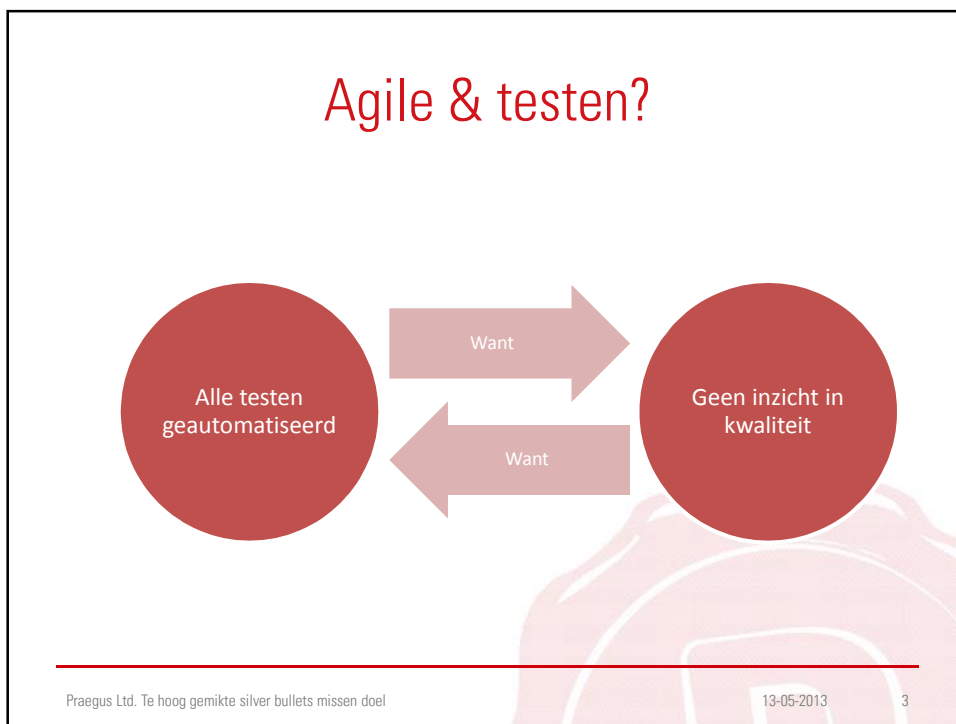 Agile & testen?
Want
Alle testen
geautomatiseerd
Geen inzicht in
kwaliteit
Want
Praegus Ltd. Te hoog gemikte silver bullets missen doel
13-05-2013
3